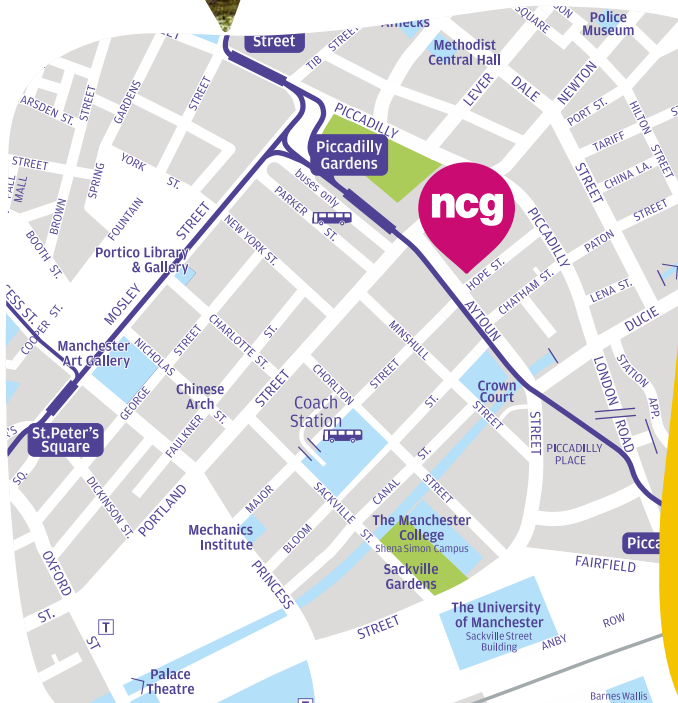 Street
TIB STREET
Methodist
Central Hall
Police
Museum
SQUARE
LEVER
DALE
NEWTON
STREET
PORT ST.
HILTON
STREET
TARIFF
STREET
CHINA LA.
PICCADILLY
Piccadilly
Gardens
buses only
PARKER
ST.
ncg
PICCADILLY
HOPE ST.
CHATHAM ST.
PATON
LENA ST.
DUCIE
ARSDEN ST.
STREET
GARDENS
STREET
STREET
MALL
SPRING
YORK
ST.
BROWN
FOUNTAIN
BOOTH ST.
MOSLEY
STREET
Portico Library
& Gallery
NEW YORK ST.
COOPER ST.
Manchester
Art Gallery
NICHOLAS
STREET
CHARLOTTE ST.
ST.
MINSHULL
STREET
AYTOUN
STREET
GEORGE
ST.
Chinese
Arch
FAULKNER
STREET
CHORLTON
Coach
Station
ST.
Crown
Court
STREET
LONDON
ROAD
STATION
APP.
PICCADILLY
PLACE
St.Peter's
Square
SQ.
DICKINSON ST.
PORTLAND
MAJOR
BLOOM
SACKVILLE
ST.
CANAL
ST.
Mechanics
Institute
The Manchester
College
Shena Simon Campus
Sackville
Gardens
PRINCESS
STREET
FAIRFIELD
OXFORD
ST.
ST
T
The University
of Manchester
Sackville Street
Building
ANBY
ROW
Palace
Theatre
Barnes Wallis